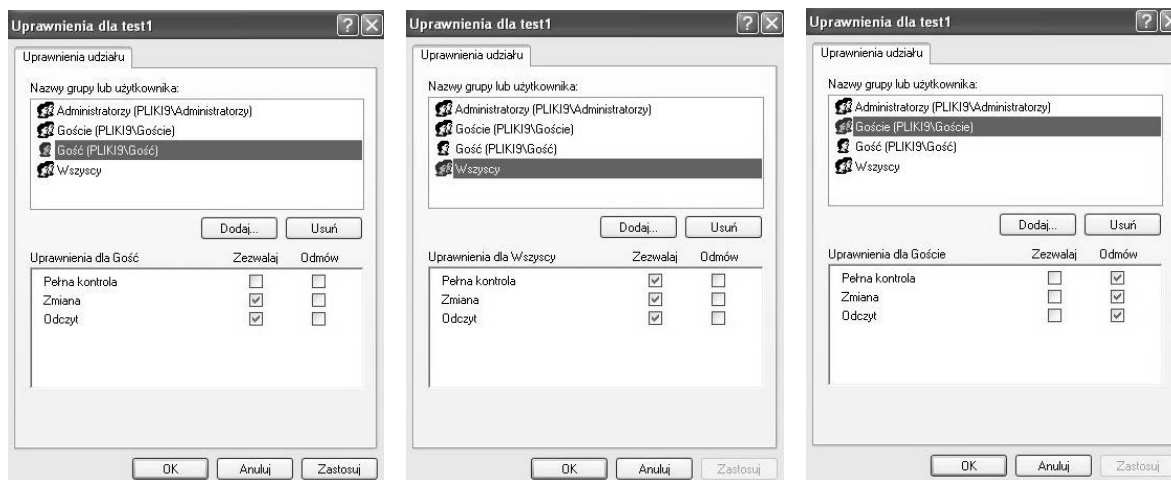 Uprawnienia dla test1
Uprawnienia udziału
Nazwy grupy lub użytkownika:
Administratorzy (PLIKI9\Administratorzy)
Goście (PLIKI9\Goście)
Gość (PLIKI9\Gość)
Wszyscy
Dodaj... Usuń
Uprawnienia dla Gość Zezwalaj Odmów
Pełna kontrola
Zmiana
Odczyt
OK Anuluj Zastosuj
Uprawnienia dla test1
Uprawnienia udziału
Nazwy grupy lub użytkownika:
Administratorzy (PLIKI9\Administratorzy)
Goście (PLIKI9\Goście)
Gość (PLIKI9\Gość)
Wszyscy
Dodaj... Usuń
Uprawnienia dla Wszyscy Zezwalaj Odmów
Pełna kontrola
Zmiana
Odczyt
OK Anuluj Zastosuj
Uprawnienia dla test1
Uprawnienia udziału
Nazwy grupy lub użytkownika:
Administratorzy (PLIKI9\Administratorzy)
Goście (PLIKI9\Goście)
Gość (PLIKI9\Gość)
Wszyscy
Dodaj... Usuń
Uprawnienia dla Goście Zezwalaj Odmów
Pełna kontrola
Zmiana
Odczyt
OK Anuluj Zastosuj